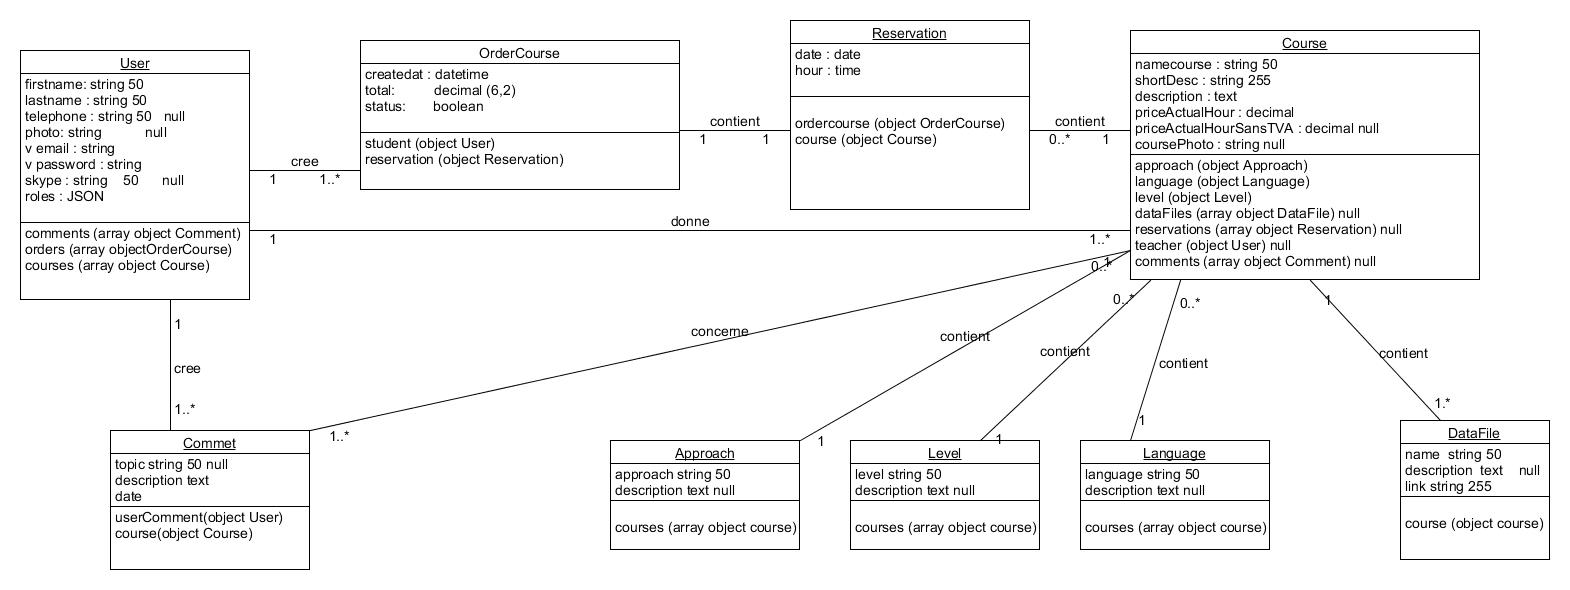 User
firstname: string 50
lastname : string 50
telephone : string 50 null
photo: string null
v email : string
v password : string
skype : string 50 null
roles : JSON
comments (array object Comment)
orders (array objectOrderCourse)
courses (array object Course)
cree
1 1..*
OrderCourse
createdat : datetime
total: decimal (6,2)
status: boolean
student (object User)
reservation (object Reservation)
contient
1 1
Reservation
date : date
hour : time
ordercourse (object OrderCourse)
course (object Course)
contient
0..* 1
Course
namecourse : string 50
shortDesc : string 255
description : text
priceActualHour : decimal
priceActualHourSansTVA : decimal null
coursePhoto : string null
approach (object Approach)
language (object Language)
level (object Level)
dataFiles (array object DataFile) null
reservations (array object Reservation) null
teacher (object User) null
comments (array object Comment) null
donne
1 1..*
1
cree
1..*
1
concerne
1..*
0..*
contient
1
0..*
contient
1
0..*
contient
1
1
contient
1.*
Commet
topic string 50 null
description text
date
userComment(object User)
course(object Course)
Approach
approach string 50
description text null
courses (array object course)
Level
level string 50
description text null
courses (array object course)
Language
language string 50
description text null
courses (array object course)
DataFile
name string 50
description text null
link string 255
course (object course)